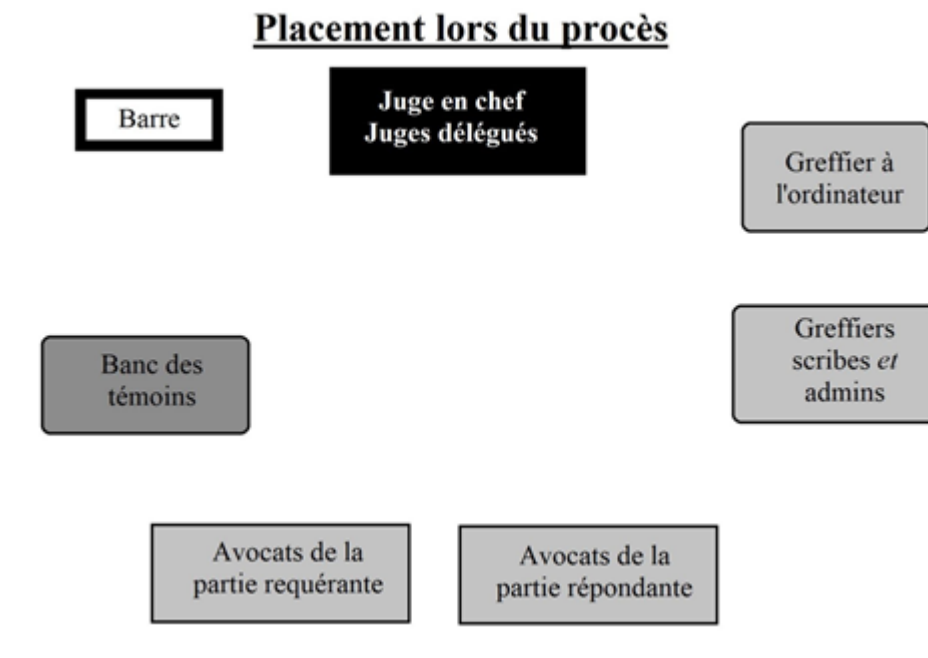 Placement lors du procès
Barre
Juge en chef
Juges délégués
Greffier à
l'ordinateur
Greffiers
scribes et
admins
Banc des
témoins
Avocats de la
partie requérante
Avocats de la
partie répondante